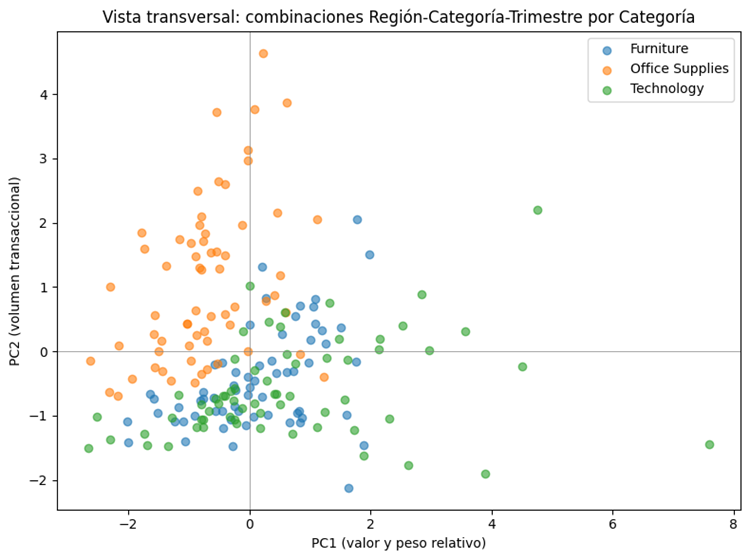 Vista transversal: combinaciones Región-Categoría-Trimestre por Categoría
Furniture
Office Supplies
Technology
PC2 (volumen transaccional)
4
3
2
1
0
−1
−2
−2
0
2
4
6
8
PC1 (valor y peso relativo)